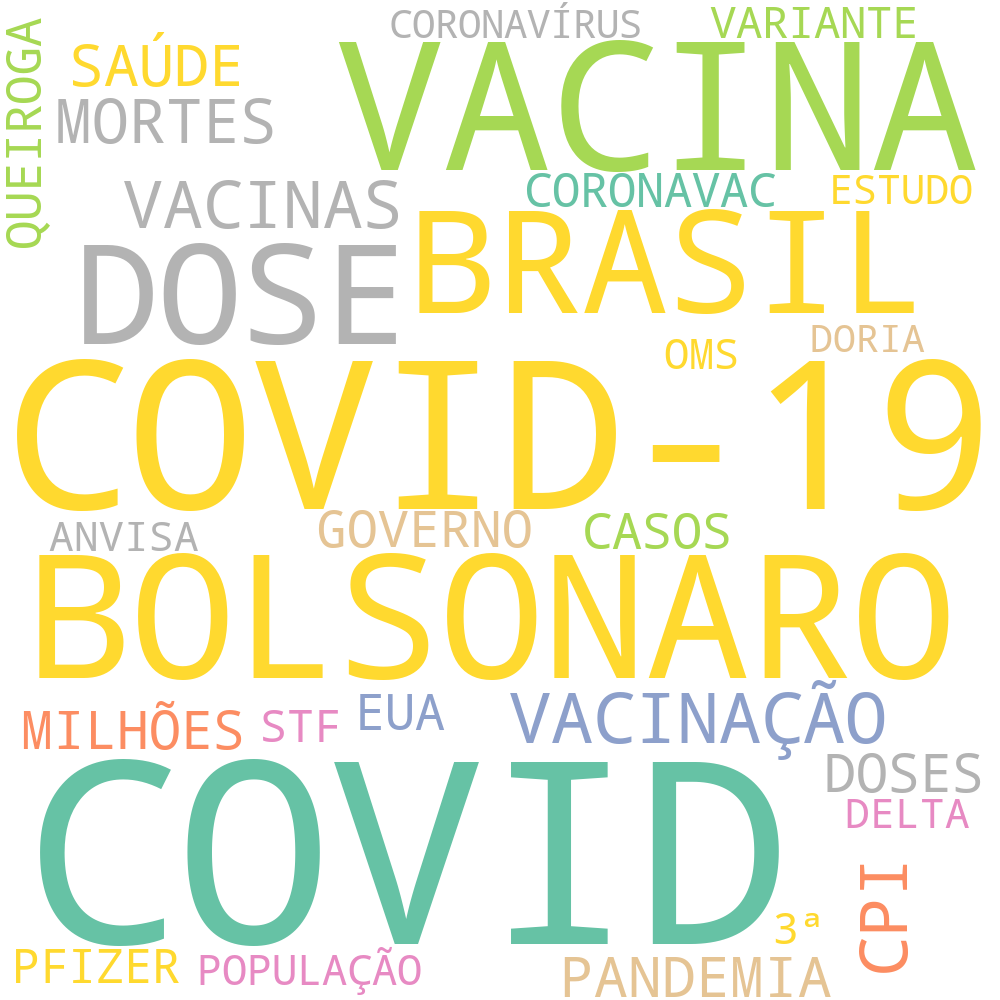 CORONAVÍRUS
VARIANTE
QUEIROGA
SAÚDE
VACINA
MORTES
VACINAS
CORONAVAC
ESTUDO
DOSE
BRASIL
OMS
DORIA
COVID-19
ANVISA
GOVERNO
CASOS
BOLSONARO
MILHÕES
STF
EUA
VACINAÇÃO
COVID
DOSES
DELTA
CPI
3ª
PFIZER
POPULAÇÃO
PANDEMIA